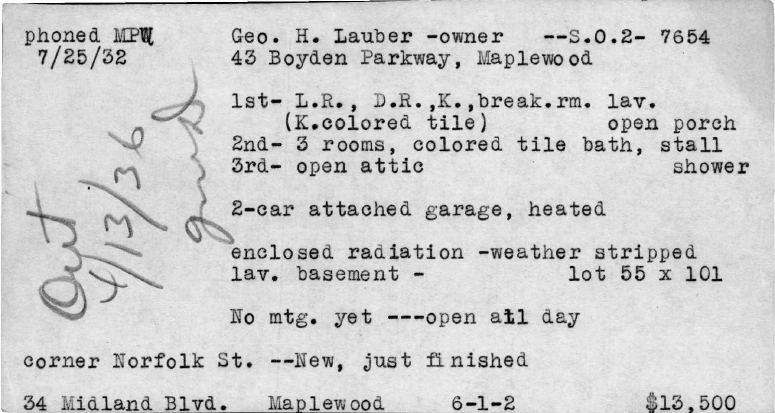 phoned MPW Geo. H. Lauber -owner --S.O.2- 7654
7/25/32 43 Boyden Parkway, Maplewood
1st- L.R., D.R.,K.,break.rm. lav.
(K.colored tile) open porch
2nd- 3 rooms, colored tile bath, stall
3rd- open attic shower
2-car attached garage, heated
enclosed radiation -weather stripped
lav. basement - lot 55 x 101
No mtg. yet ---open all day
corner Norfolk St. --New, just finished
34 Midland Blvd. Maplewood 6-1-2 $13,500
Out
4/13/36